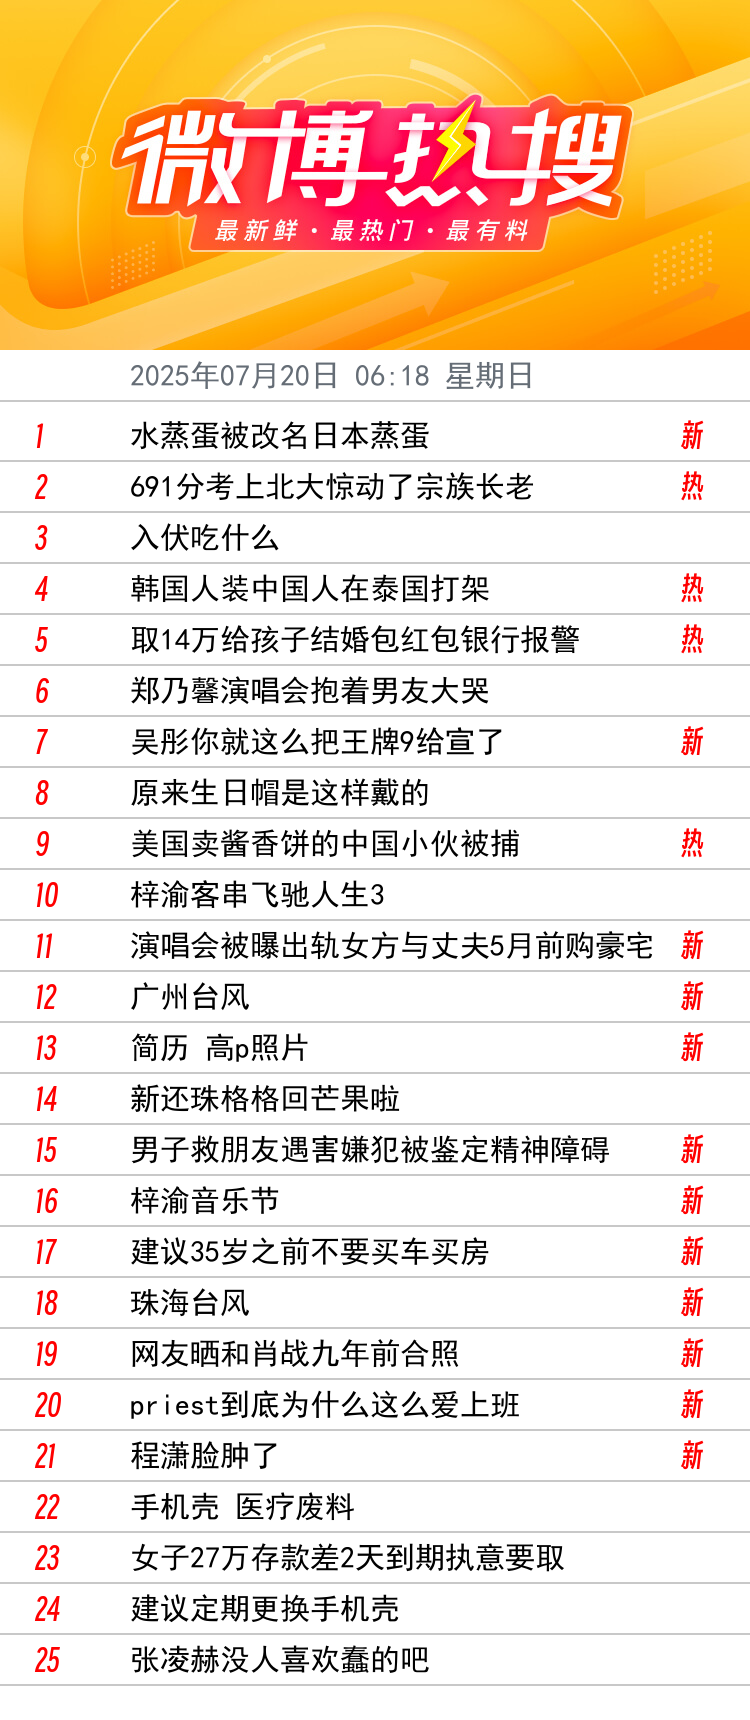 微博热搜
最新鲜·最热门·最有料
2025年07月20日 06:18 星期日
1 水蒸蛋被改名日本蒸蛋 新
2 691分考上北大惊动了宗族长老 热
3 入伏吃什么
4 韩国人装中国人在泰国打架 热
5 取14万给孩子结婚包红包银行报警 热
6 郑乃馨演唱会抱着男友大哭
7 吴彤你就这么把王牌9给宣了 新
8 原来生日帽是这样戴的
9 美国卖酱香饼的中国小伙被捕 热
10 梓渝客串飞驰人生3
11 演唱会被曝出轨女方与丈夫5月前购豪宅 新
12 广州台风 新
13 简历 高p照片 新
14 新还珠格格回芒果啦
15 男子救朋友遇害嫌犯被鉴定精神障碍 新
16 梓渝音乐节 新
17 建议35岁之前不要买车买房 新
18 珠海台风 新
19 网友晒和肖战九年前合照 新
20 priest到底为什么这么爱上班 新
21 程潇脸肿了 新
22 手机壳 医疗废料
23 女子27万存款差2天到期执意要取
24 建议定期更换手机壳
25 张凌赫没人喜欢蠢的吧